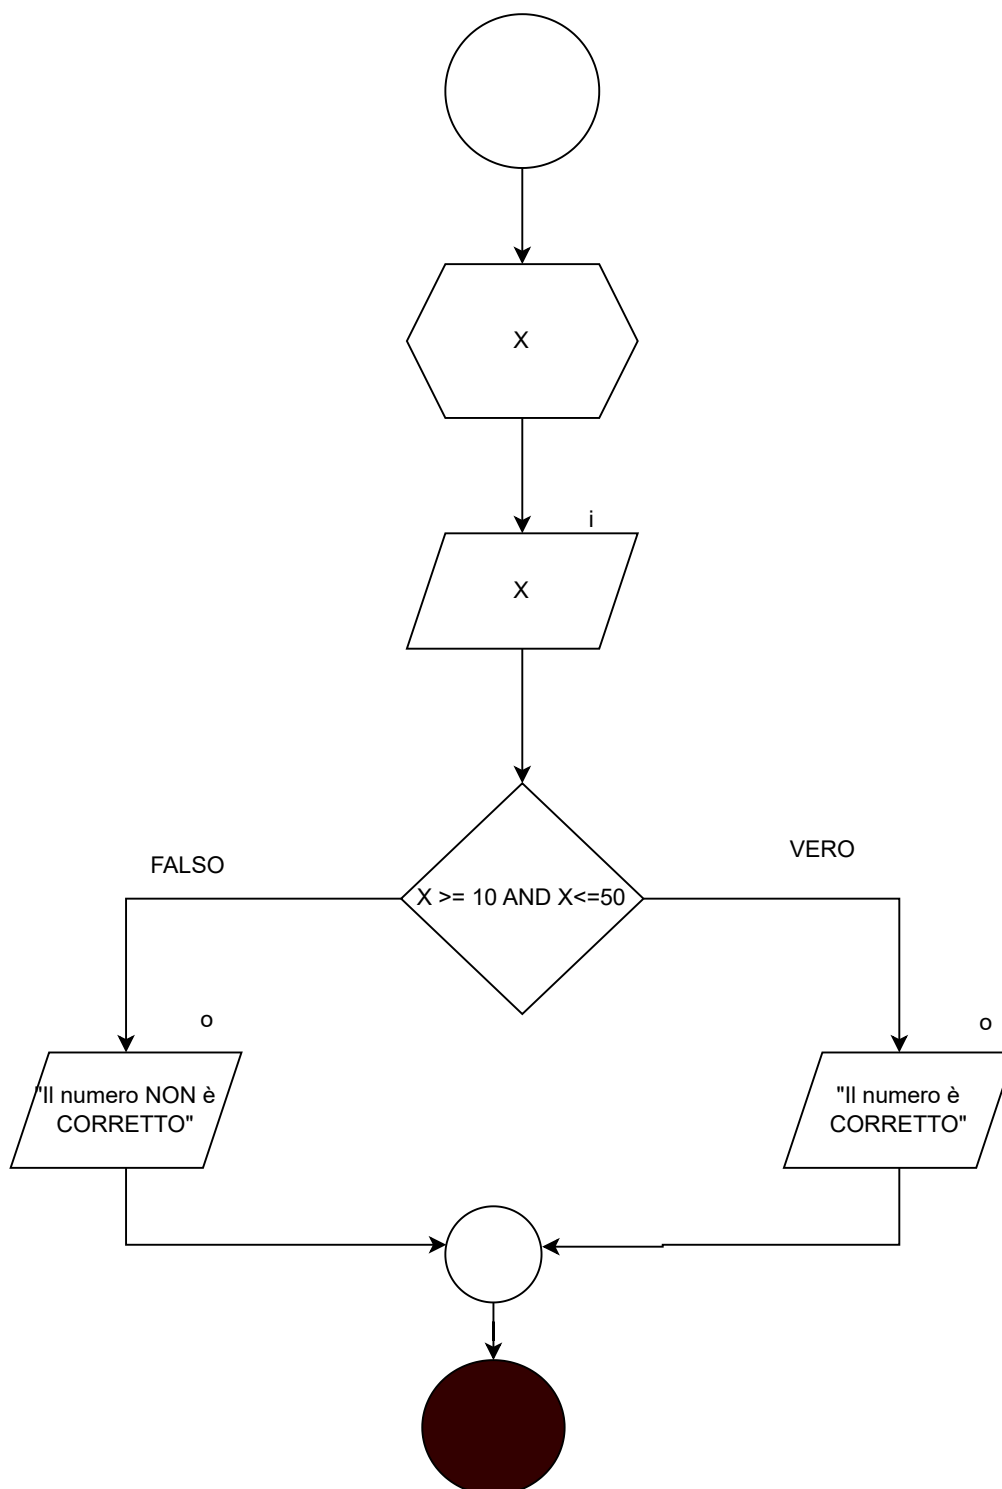 X
i
X
VERO
FALSO
X >= 10 AND X<=50
o
o
"Il numero NON è
CORRETTO"
"Il numero è
CORRETTO"